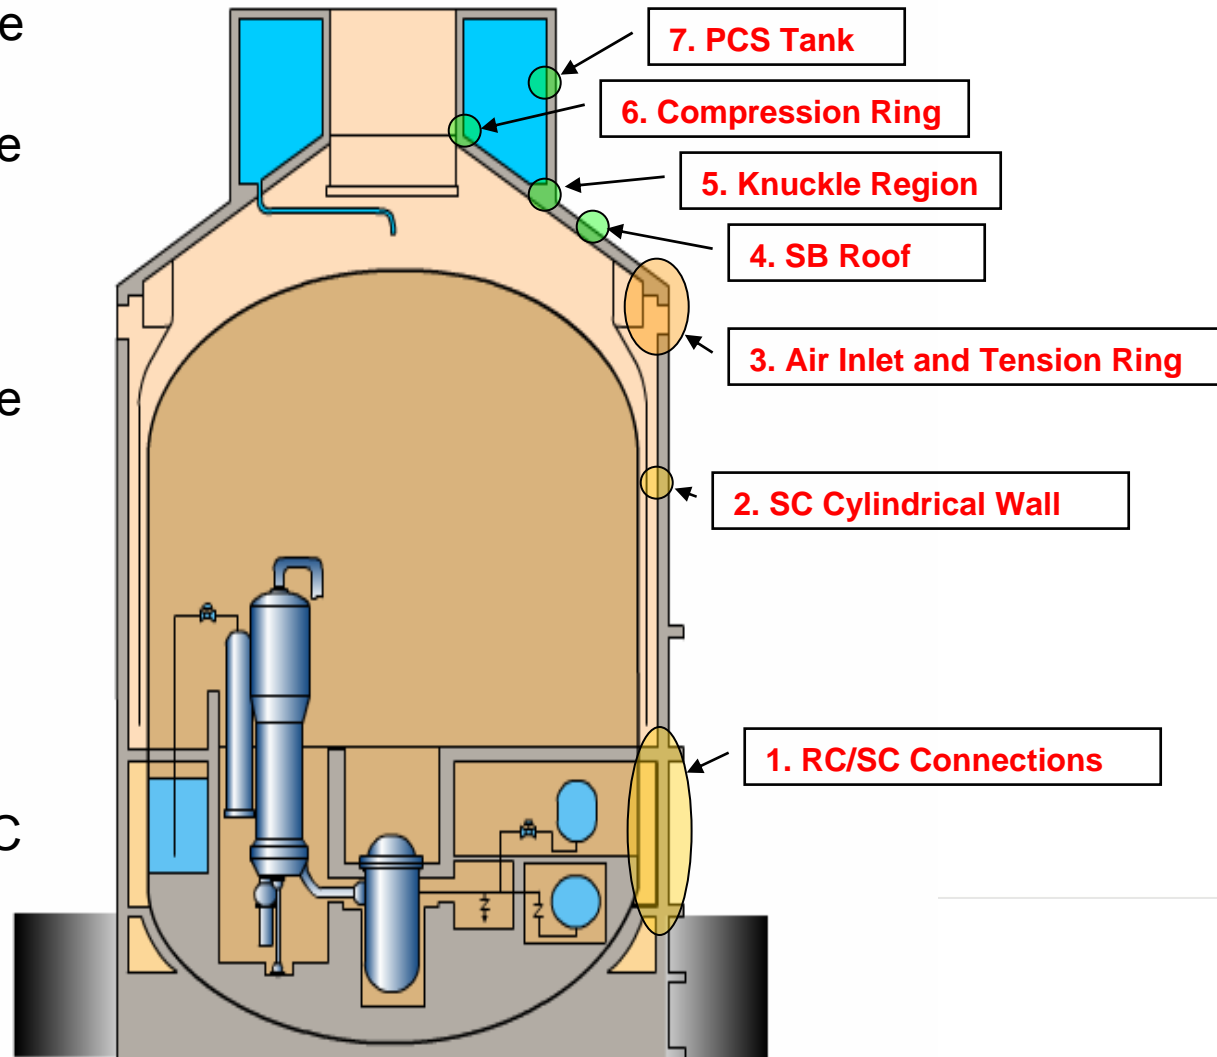 e
7. PCS Tank
6. Compression Ring
e
5. Knuckle Region
4. SB Roof
3. Air Inlet and Tension Ring
e
2. SC Cylindrical Wall
1. RC/SC Connections
C